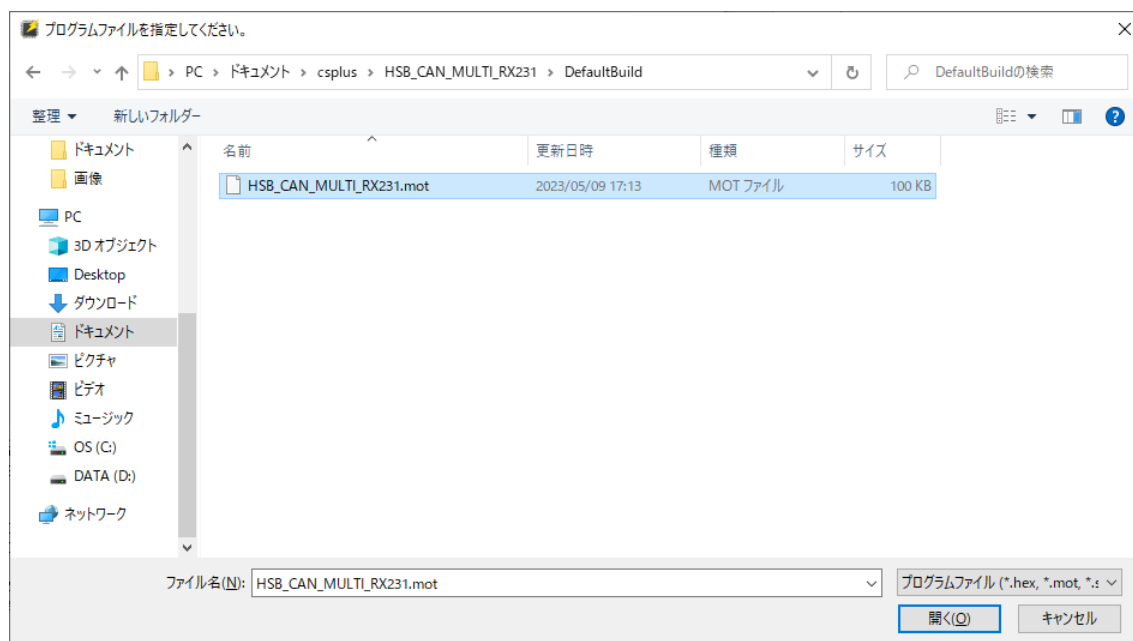 プログラムファイルを指定してください。
PC › ドキュメント › csplus › HSB_CAN_MULTI_RX231 › DefaultBuild
DefaultBuildの検索
整理
新しいフォルダー
ドキュメント
画像
PC
3D オブジェクト
Desktop
ダウンロード
ドキュメント
ピクチャ
ビデオ
ミュージック
OS (C:)
DATA (D:)
ネットワーク
名前 更新日時 種類 サイズ
HSB_CAN_MULTI_RX231.mot 2023/05/09 17:13 MOT ファイル 100 KB
ファイル名(N): HSB_CAN_MULTI_RX231.mot
プログラムファイル (*.hex, *.mot, *.s
開く(O)
キャンセル